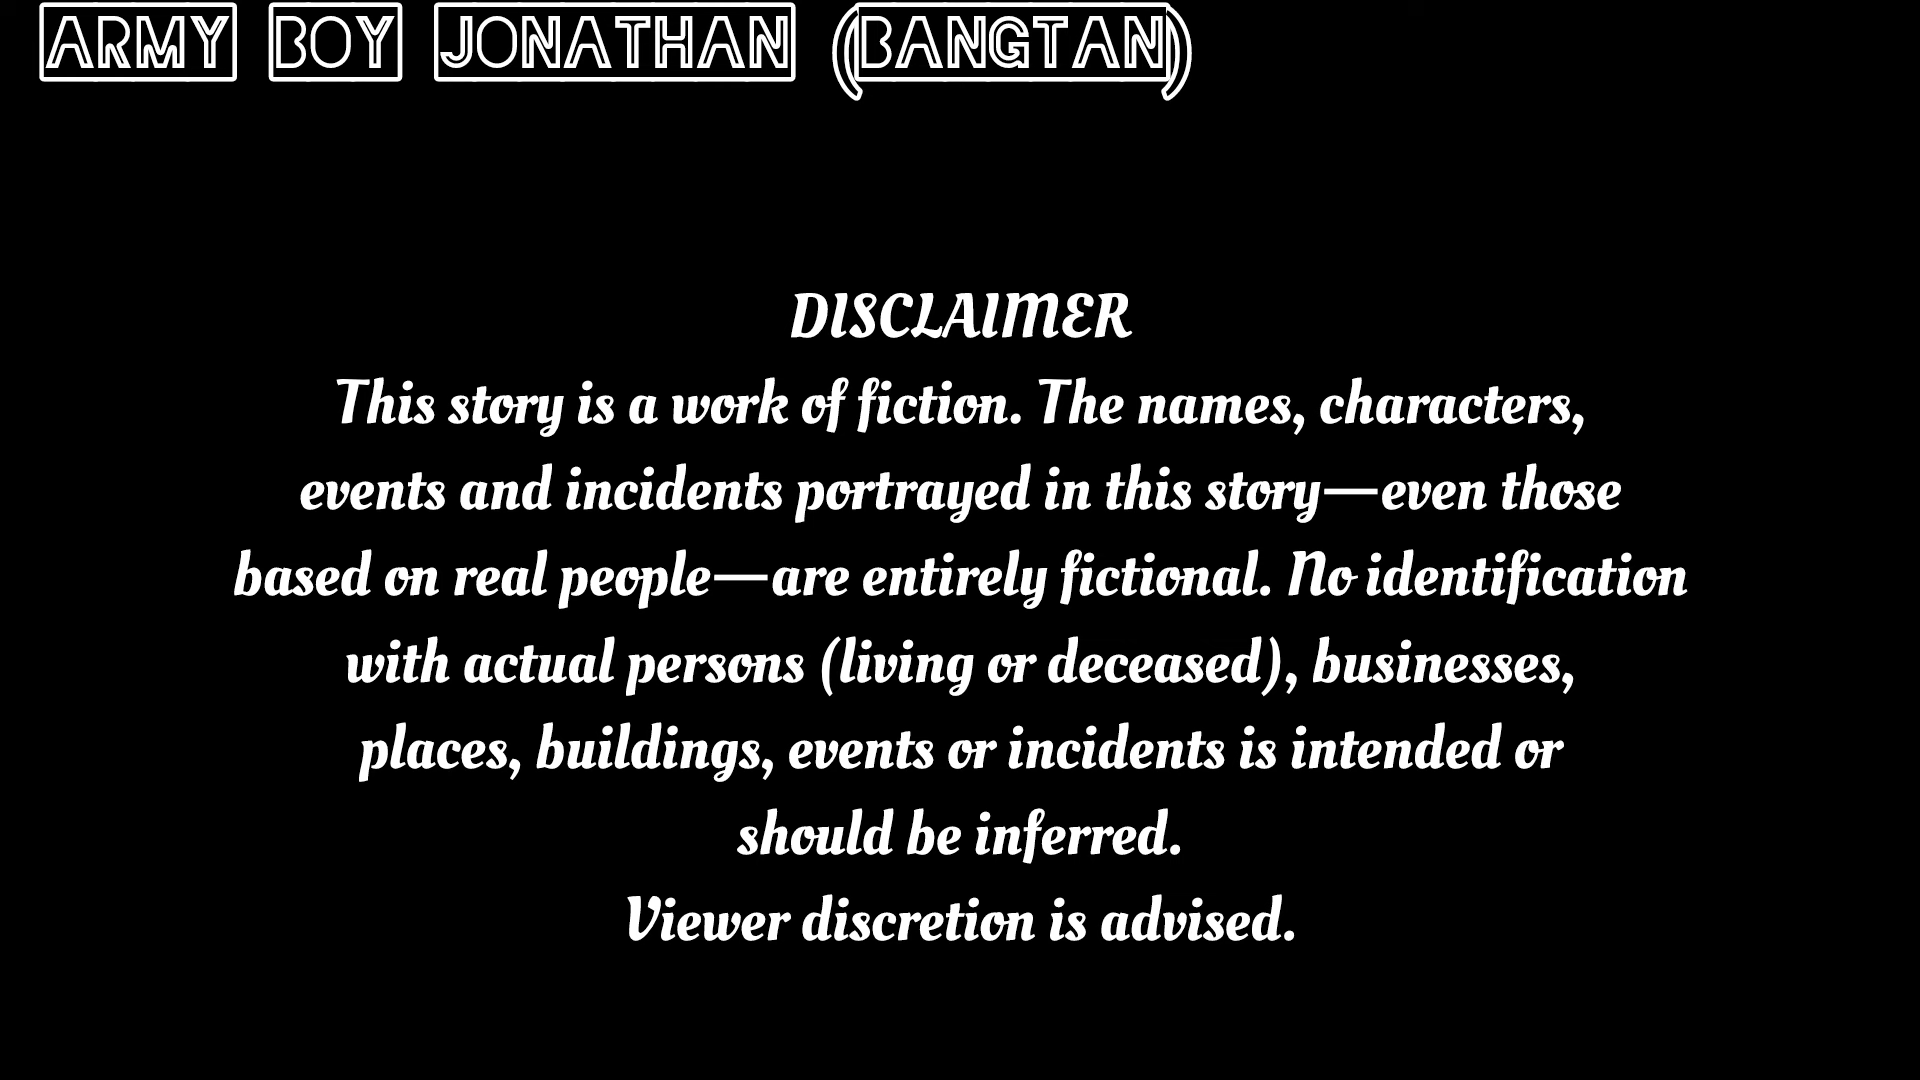 ARMY BOY JONATHAN (BANGTAN)
DISCLAIMER
This story is a work of fiction. The names, characters,
events and incidents portrayed in this story—even those
based on real people—are entirely fictional. No identification
with actual persons (living or deceased), businesses,
places, buildings, events or incidents is intended or
should be inferred.
Viewer discretion is advised.